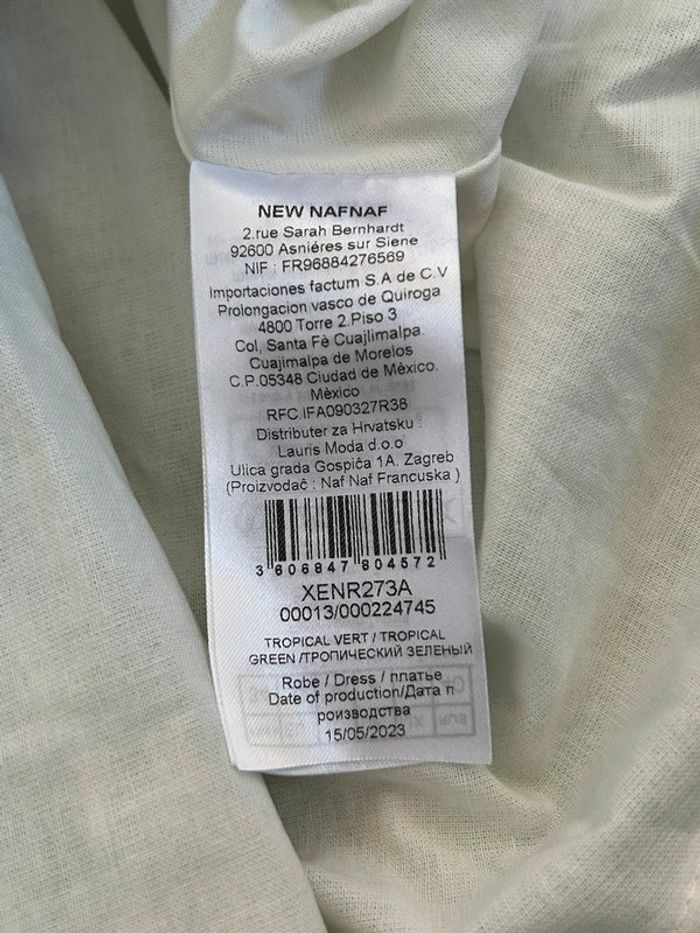 NEW NAFNAF
2.rue Sarah Bernhardt
92600 Asniéres sur Siene
NIF : FR96884276569
Importaciones factum S.A de C.V
Prolongacion vasco de Quiroga
4800 Torre 2.Piso 3
Col, Santa Fè Cuajlimalpa.
Cuajimalpa de Morelos
C.P.05348 Ciudad de Mèxico.
Mèxico
RFC.IFA090327R38
Distributer za Hrvatsku :
Lauris Moda d.o.o
Ulica grada Gospiča 1A. Zagreb
(Proizvodač : Naf Naf Francuska )
3 606847 804572
XENR273A
00013/000224745
TROPICAL VERT / TROPICAL
GREEN /ТРОПИЧЕСКИЙ ЗЕЛЕНЫЙ
Robe / Dress / платье
Date of production/Дата п
роизводства
15/05/2023